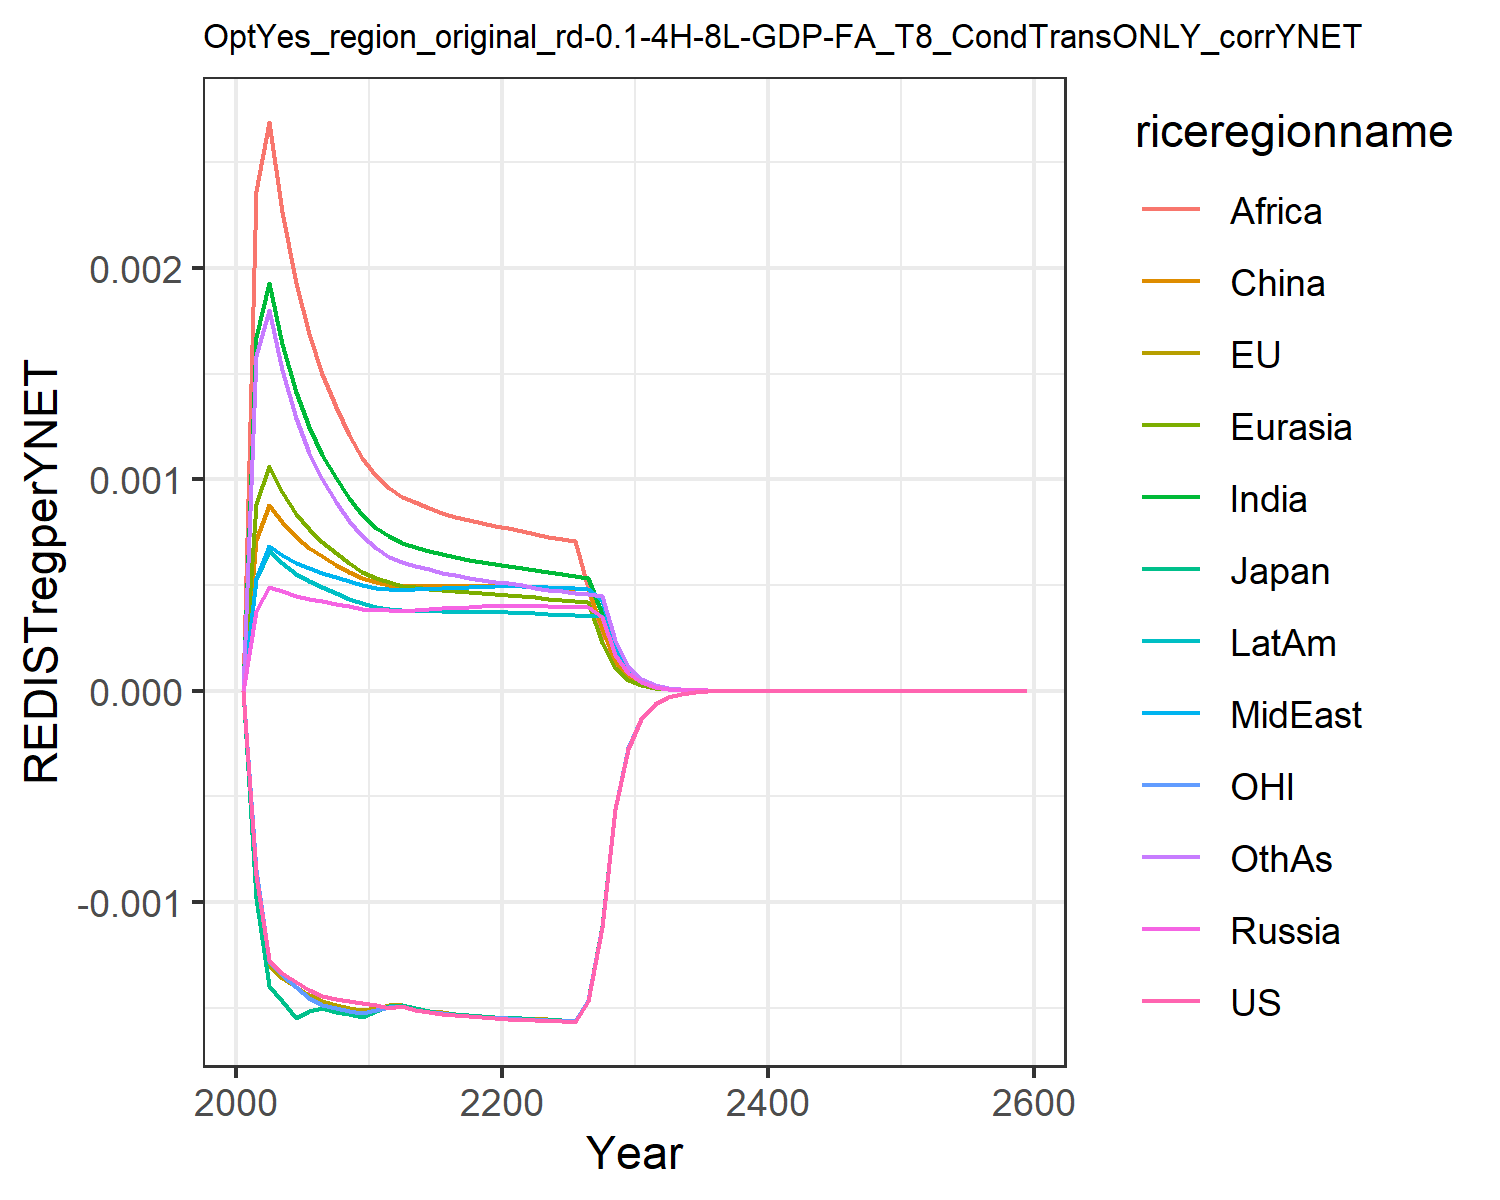 OptYes_region_original_rd-0.1-4H-8L-GDP-FA_T8_CondTransONLY_corrYNET
REDISTregperYNET
0.002
0.001
0.000
-0.001
2000
2200
2400
2600
Year
riceregionname
Africa
China
EU
Eurasia
India
Japan
LatAm
MidEast
OHI
OthAs
Russia
US